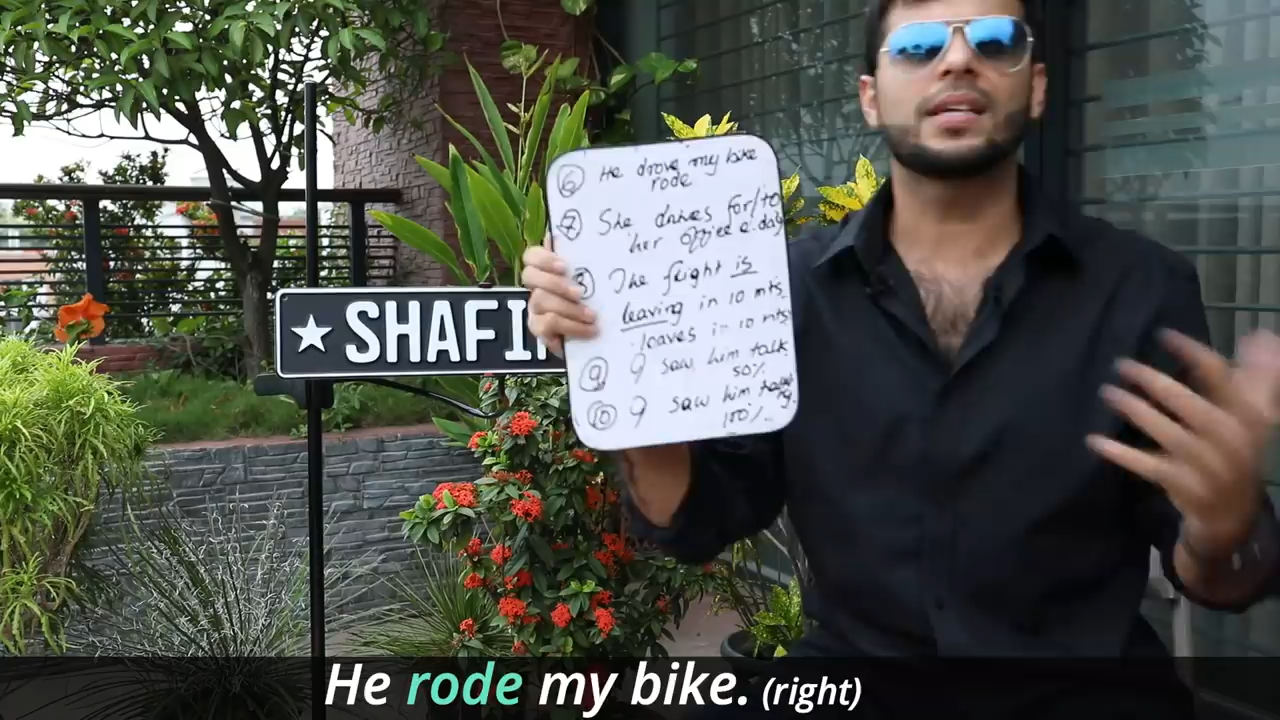 ★ SHAFI
6 He drove my bike
rode
7 She drives for/to
her office e.day
8 The flight is
leaving in 10 mts.
leaves in 10 mts.
9 I saw him talk
50%
10 I saw him talking
100%
He rode my bike. (right)